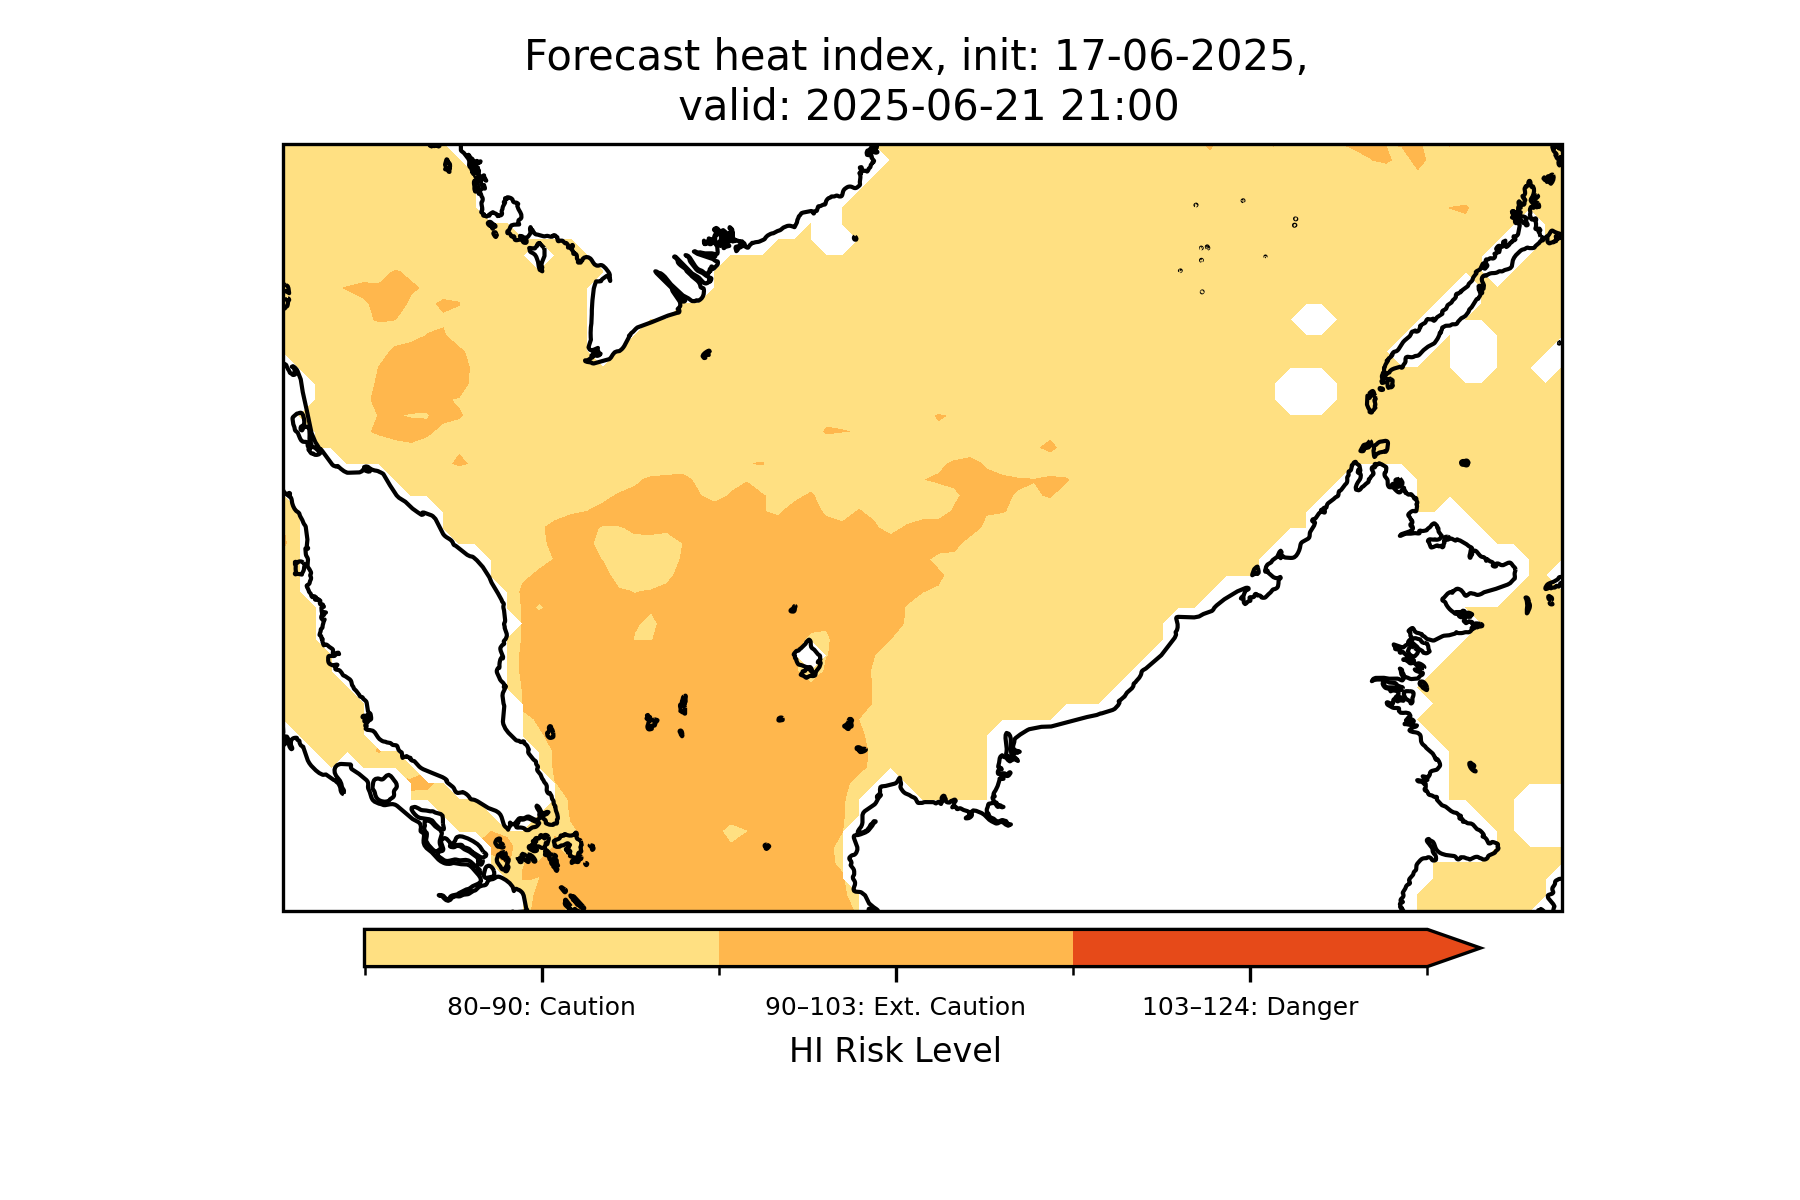 Forecast heat index, init: 17-06-2025,
valid: 2025-06-21 21:00
80–90: Caution
90–103: Ext. Caution
103–124: Danger
HI Risk Level